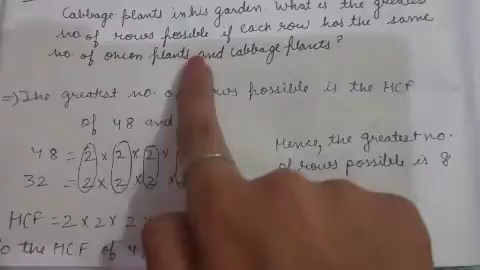 Cabbage plants in his garden. What is the greatest
no. of rows possible if each row has the same
no. of onion plants and cabbage plants?
=) The greatest no. of rows possible is the HCF
of 48 and
48 = 2 × 2 × 2 ×
32 = 2 × 2 × 2 ×
Hence, the greatest no.
of rows possible is 8
HCF = 2 × 2 × 2 ×
the HCF of 4